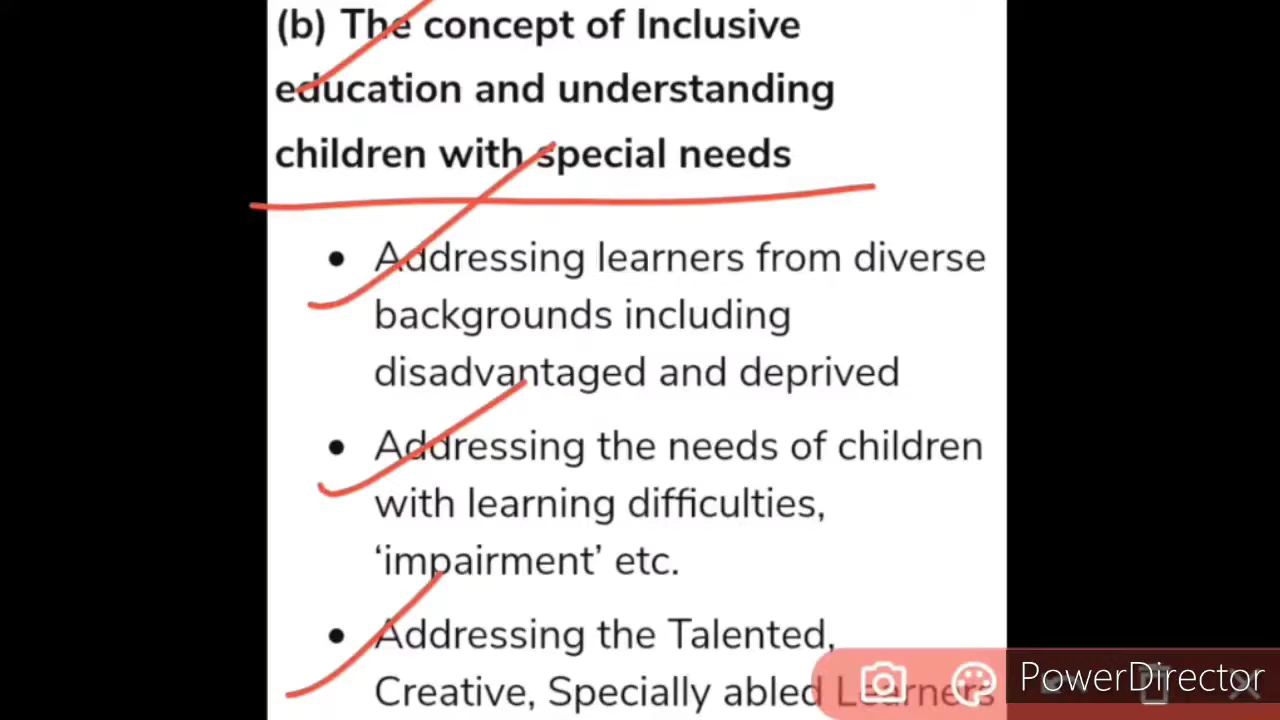 (b) The concept of Inclusive
education and understanding
children with special needs
• Addressing learners from diverse
backgrounds including
disadvantaged and deprived
• Addressing the needs of children
with learning difficulties,
‘impairment’ etc.
• Addressing the Talented,
Creative, Specially abled Learners
PowerDirector